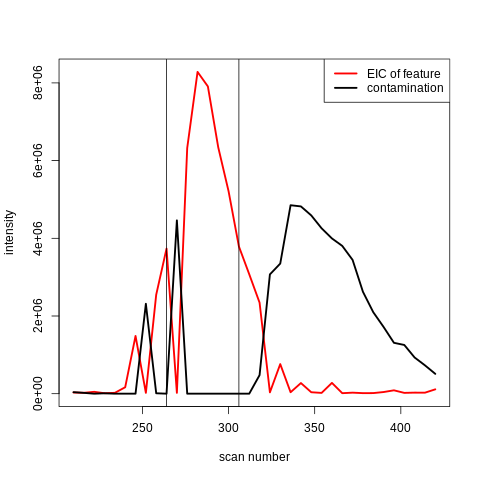 EIC of feature
contamination
8e+06
6e+06
4e+06
2e+06
0e+00
intensity
250
300
350
400
scan number